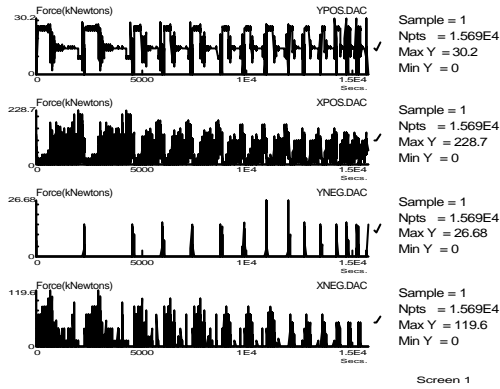 Force(kNewtons) YPOS.DAC
30.2
0
0 5000 1E4 1.5E4
Secs.
Sample = 1
Npts = 1.569E4
Max Y = 30.2
Min Y = 0
Force(kNewtons) XPOS.DAC
228.7
0
0 5000 1E4 1.5E4
Secs.
Sample = 1
Npts = 1.569E4
Max Y = 228.7
Min Y = 0
Force(kNewtons) YNEG.DAC
26.68
0
0 5000 1E4 1.5E4
Secs.
Sample = 1
Npts = 1.569E4
Max Y = 26.68
Min Y = 0
Force(kNewtons) XNEG.DAC
119.6
0
0 5000 1E4 1.5E4
Secs.
Sample = 1
Npts = 1.569E4
Max Y = 119.6
Min Y = 0
Screen 1